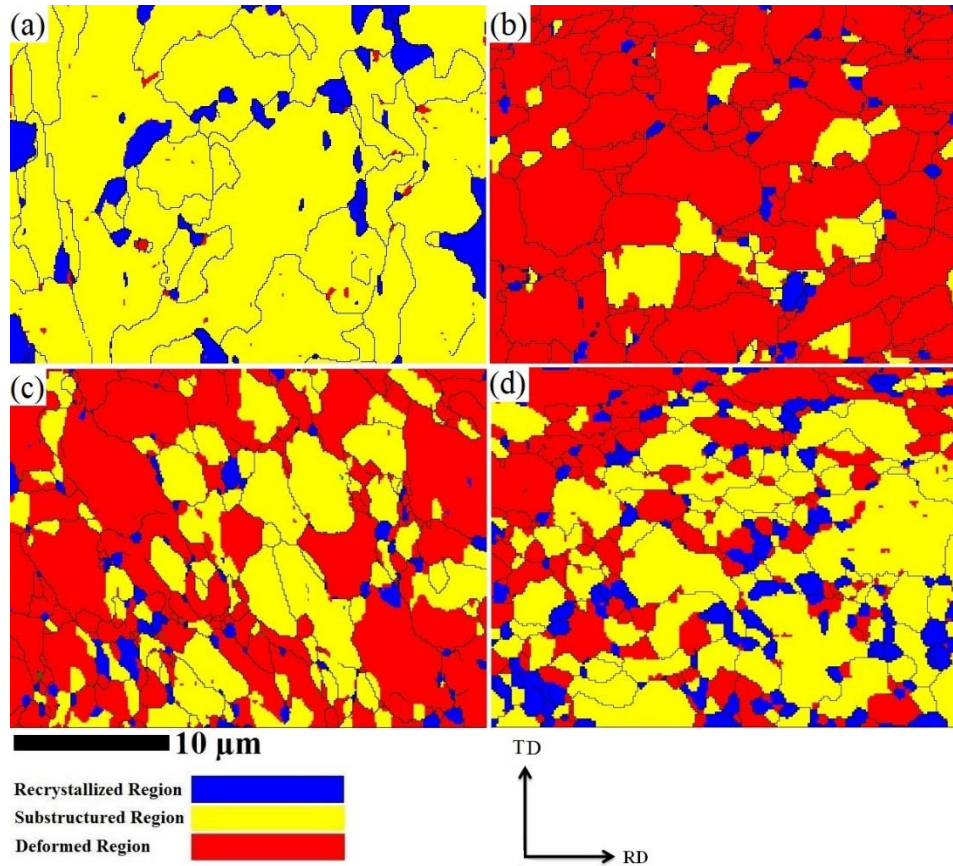 (a)
(b)
(c)
(d)
10 µm
TD
Recrystallized Region
Substructured Region
Deformed Region
RD